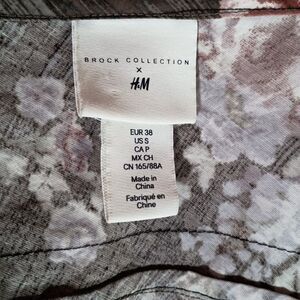 BROCK COLLECTION
X
H&M
EUR 38
US S
CA P
MX CH
CN 165/88A
Made in
China
Fabriqué en
Chine